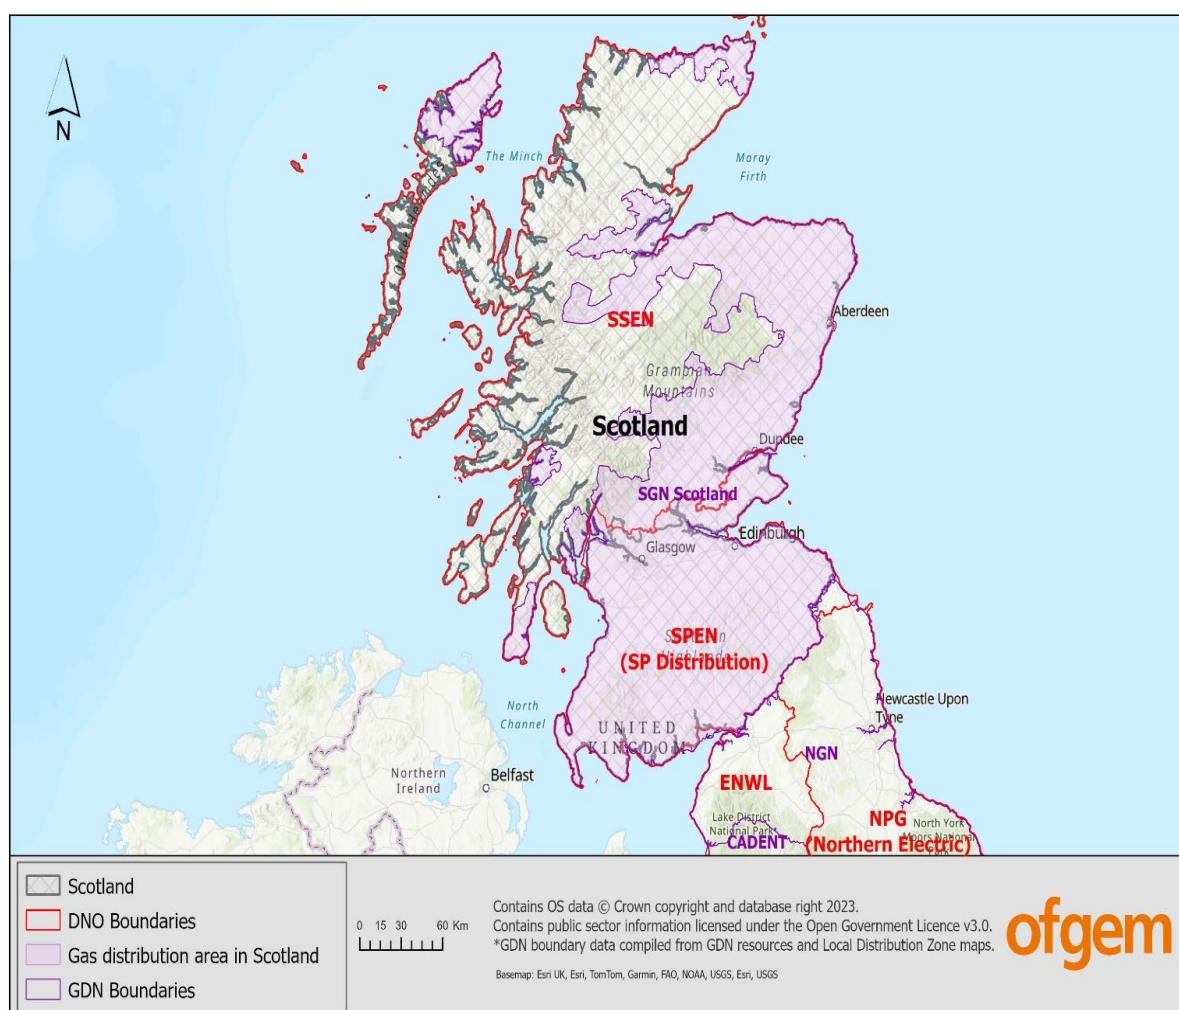 N
The Minch
Moray
Firth
Outer Hebrides
SSEN
Aberdeen
Grampian
Mountains
Scotland
Dundee
SGN Scotland
Edinburgh
Glasgow
SPEN
(SP Distribution)
North
Channel
UNITED
KINGDOM
Newcastle Upon
Tyne
NGN
Northern
Ireland
Belfast
ENWL
Lake District
National Park
CADENT
NPG
(Northern Electric)
North York
Moors National
Scotland
DNO Boundaries
Gas distribution area in Scotland
GDN Boundaries
0 15 30 60 Km
Contains OS data © Crown copyright and database right 2023.
Contains public sector information licensed under the Open Government Licence v3.0.
*GDN boundary data compiled from GDN resources and Local Distribution Zone maps.
Basemap: Esri UK, Esri, TomTom, Garmin, FAO, NOAA, USGS, Esri, USGS
ofgem